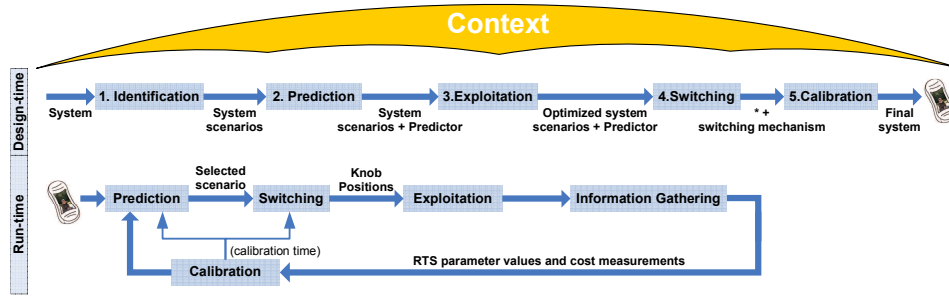 Context
Design-time
1. Identification
2. Prediction
3.Exploitation
4.Switching
5.Calibration
System
System
scenarios
System
scenarios + Predictor
Optimized system
scenarios + Predictor
* +
switching mechanism
Final
system
Run-time
Prediction
Selected
scenario
Switching
Knob
Positions
Exploitation
Information Gathering
(calibration time)
Calibration
RTS parameter values and cost measurements